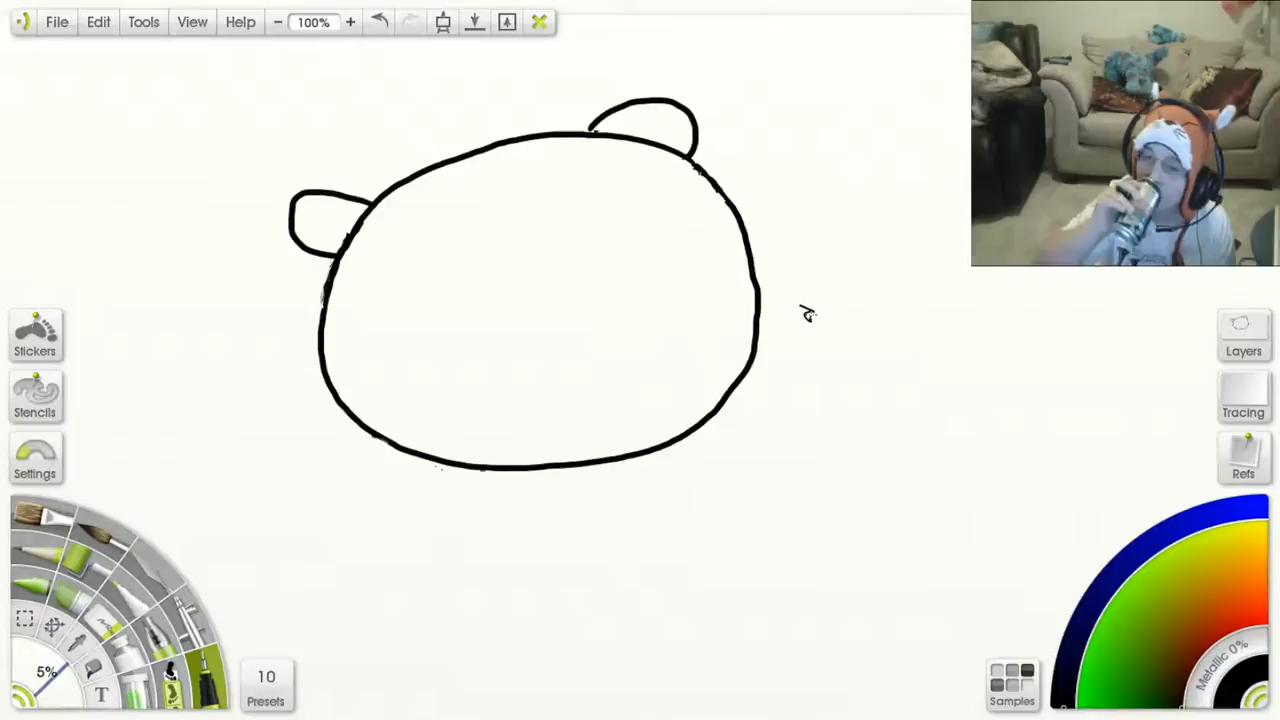 File Edit Tools View Help 100%
Stickers
Stencils
Settings
5%
T
10
Presets
Layers
Tracing
Refs
Metallic 0%
Samples